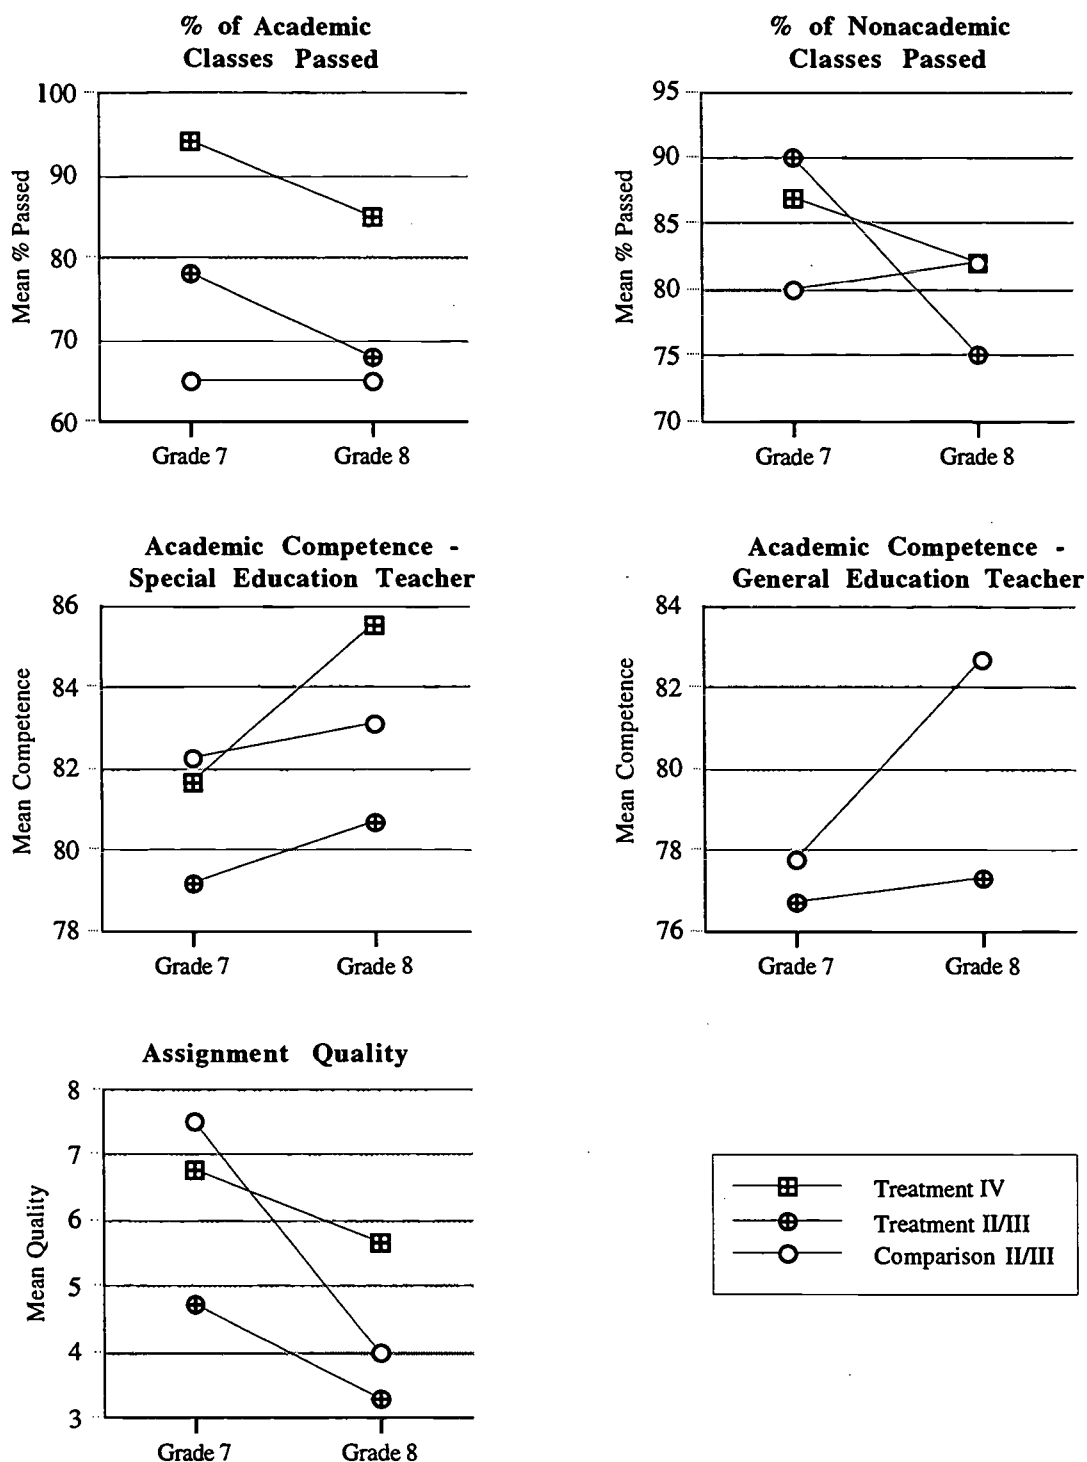 % of Academic
Classes Passed
100
90
80
70
60
Mean % Passed
Grade 7
Grade 8
% of Nonacademic
Classes Passed
95
90
85
80
75
70
Mean % Passed
Grade 7
Grade 8
Academic Competence -
Special Education Teacher
86
84
82
80
78
Mean Competence
Grade 7
Grade 8
Academic Competence -
General Education Teacher
84
82
80
78
76
Mean Competence
Grade 7
Grade 8
Assignment Quality
8
7
6
5
4
3
Mean Quality
Grade 7
Grade 8
Treatment IV
Treatment II/III
Comparison II/III